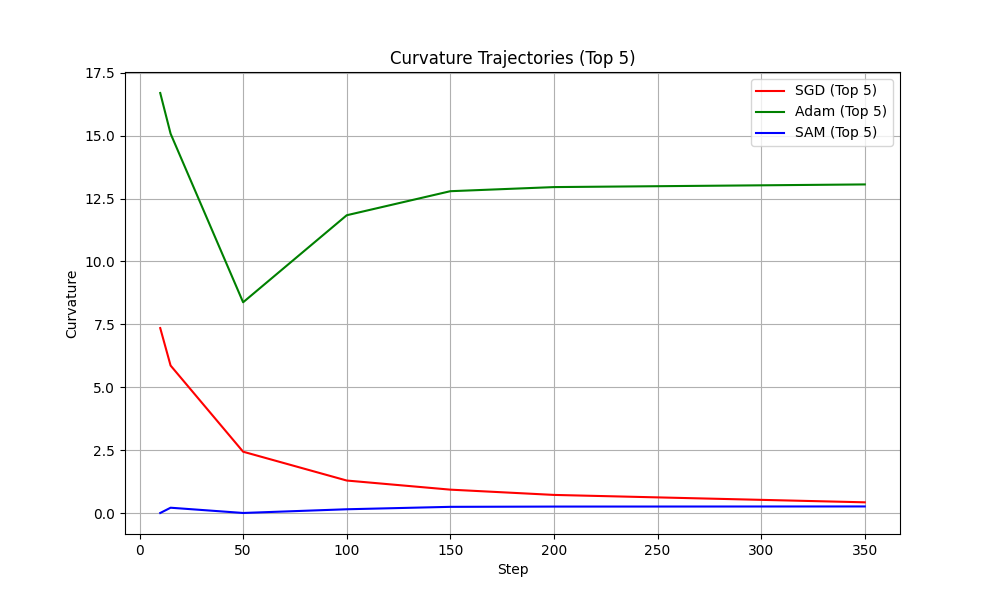 Curvature Trajectories (Top 5)
17.5
15.0
12.5
10.0
7.5
5.0
2.5
0.0
Curvature
SGD (Top 5)
Adam (Top 5)
SAM (Top 5)
0 50 100 150 200 250 300 350
Step